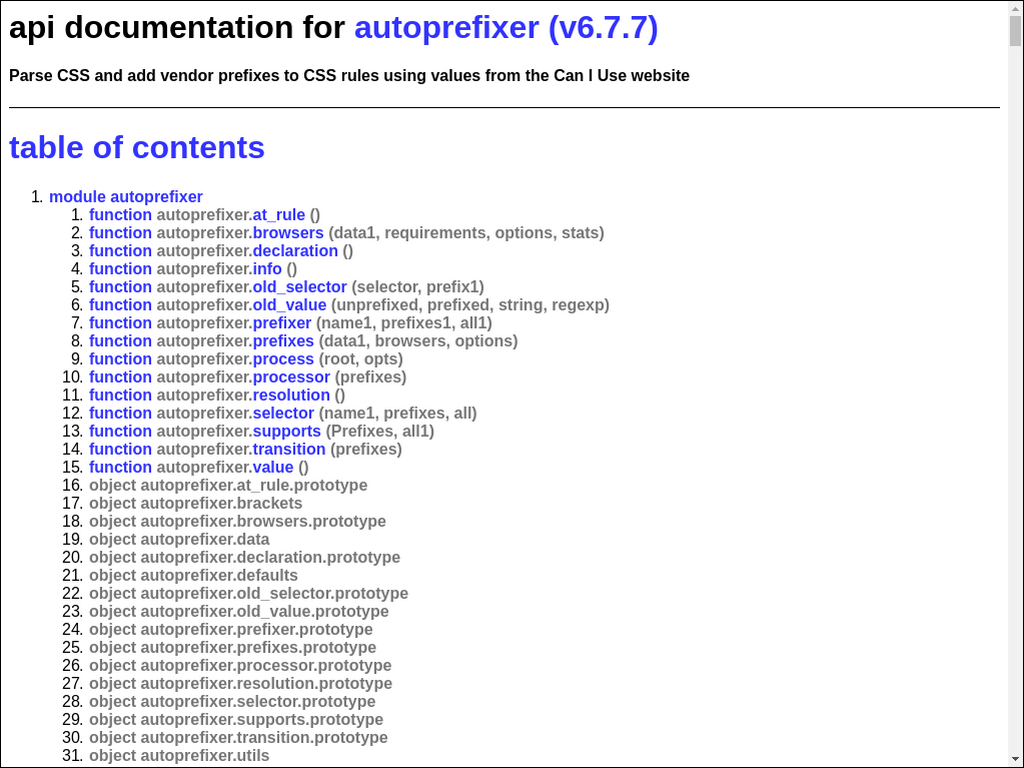 api documentation for autoprefixer (v6.7.7)
Parse CSS and add vendor prefixes to CSS rules using values from the Can I Use website
table of contents
1. module autoprefixer
1. function autoprefixer.at_rule ()
2. function autoprefixer.browsers (data1, requirements, options, stats)
3. function autoprefixer.declaration ()
4. function autoprefixer.info ()
5. function autoprefixer.old_selector (selector, prefix1)
6. function autoprefixer.old_value (unprefixed, prefixed, string, regexp)
7. function autoprefixer.prefixer (name1, prefixes1, all1)
8. function autoprefixer.prefixes (data1, browsers, options)
9. function autoprefixer.process (root, opts)
10. function autoprefixer.processor (prefixes)
11. function autoprefixer.resolution ()
12. function autoprefixer.selector (name1, prefixes, all)
13. function autoprefixer.supports (Prefixes, all1)
14. function autoprefixer.transition (prefixes)
15. function autoprefixer.value ()
16. object autoprefixer.at_rule.prototype
17. object autoprefixer.brackets
18. object autoprefixer.browsers.prototype
19. object autoprefixer.data
20. object autoprefixer.declaration.prototype
21. object autoprefixer.defaults
22. object autoprefixer.old_selector.prototype
23. object autoprefixer.old_value.prototype
24. object autoprefixer.prefixer.prototype
25. object autoprefixer.prefixes.prototype
26. object autoprefixer.processor.prototype
27. object autoprefixer.resolution.prototype
28. object autoprefixer.selector.prototype
29. object autoprefixer.supports.prototype
30. object autoprefixer.transition.prototype
31. object autoprefixer.utils